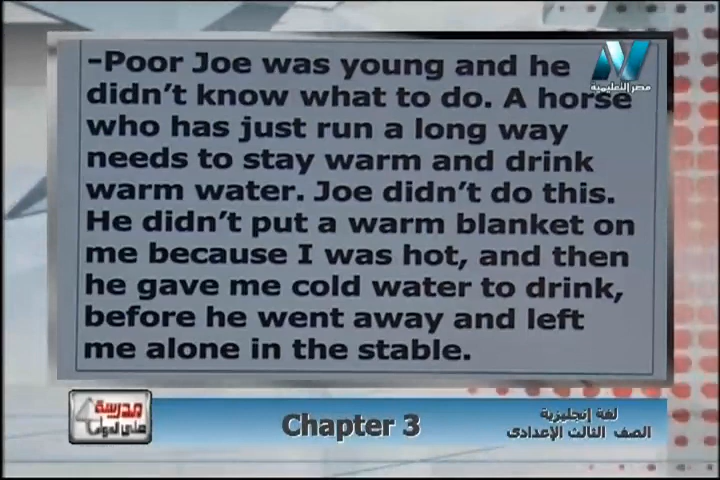 -Poor Joe was young and he
didn't know what to do. A horse
who has just run a long way
needs to stay warm and drink
warm water. Joe didn't do this.
He didn't put a warm blanket on
me because I was hot, and then
he gave me cold water to drink,
before he went away and left
me alone in the stable.
مصر التعليمية
مدرسة
على الهواء
Chapter 3
لغة إنجليزية
الصف الثالث الإعدادى